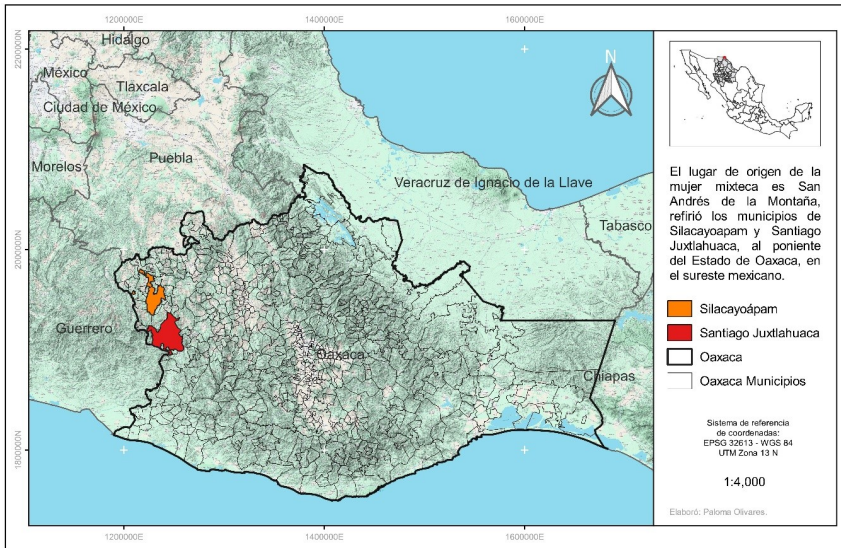 1200000E
1400000E
1600000E
2200000N
2000000N
1800000N
Hidalgo
México
Tlaxcala
Ciudad de México
Morelos
Puebla
Veracruz de Ignacio de la Llave
Tabasco
Guerrero
Oaxaca
Chiapas
N
1200000E
1400000E
1600000E
El lugar de origen de la
mujer mixteca es San
Andrés de la Montaña,
refirió los municipios de
Silacayoapam y Santiago
Juxtlahuaca, al poniente
del Estado de Oaxaca, en
el sureste mexicano.
Silacayoápam
Santiago Juxtlahuaca
Oaxaca
Oaxaca Municipios
Sistema de referencia
de coordenadas:
EPSG 32613 - WGS 84
UTM Zona 13 N
1:4,000
Elaboró: Paloma Olivares.